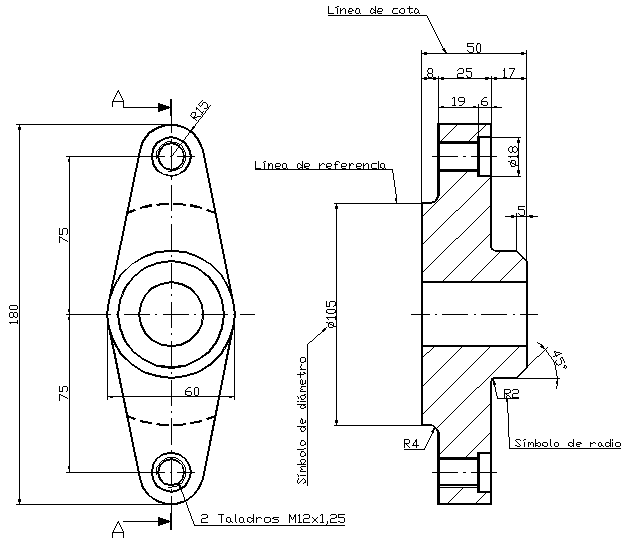 Línea de cota
50
8 25 17
A
19 6
R15
ø18
Línea de referencia
5
75
180
ø105
45°
75
60
R2
Símbolo de diámetro
R4
Símbolo de radio
2 Taladros M12x1,25
A